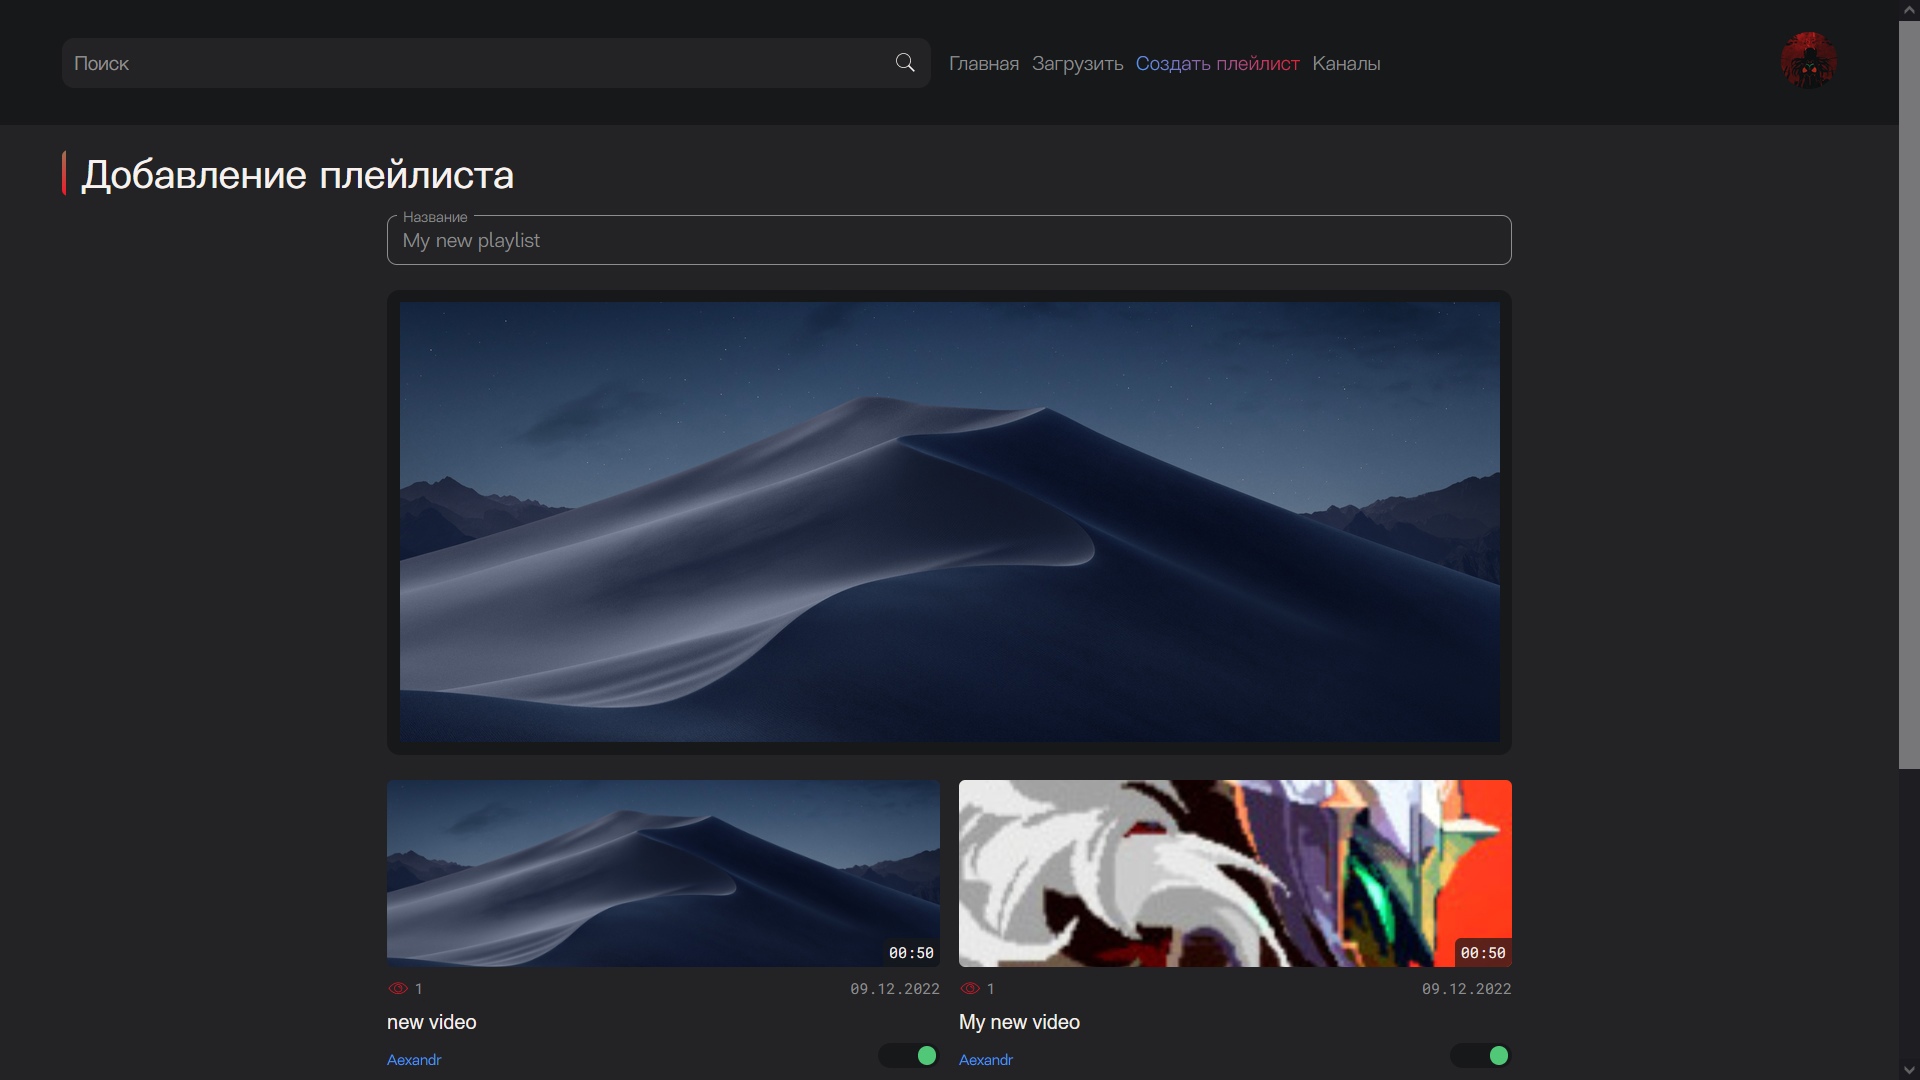 Поиск
Главная Загрузить Создать плейлист Каналы
Добавление плейлиста
Название
My new playlist
00:50
00:50
1
09.12.2022
1
09.12.2022
new video
My new video
Aexandr
Aexandr